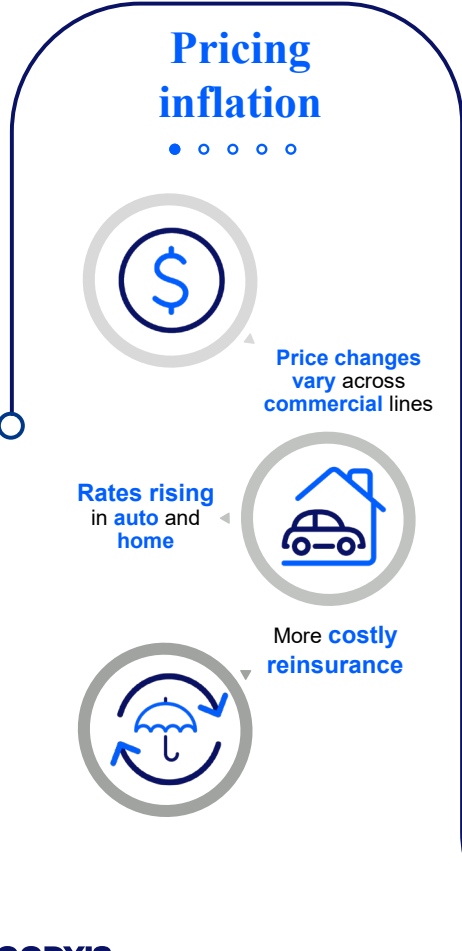 Pricing
inflation
$
Price changes
vary across
commercial lines
Rates rising
in auto and
home
More costly
reinsurance